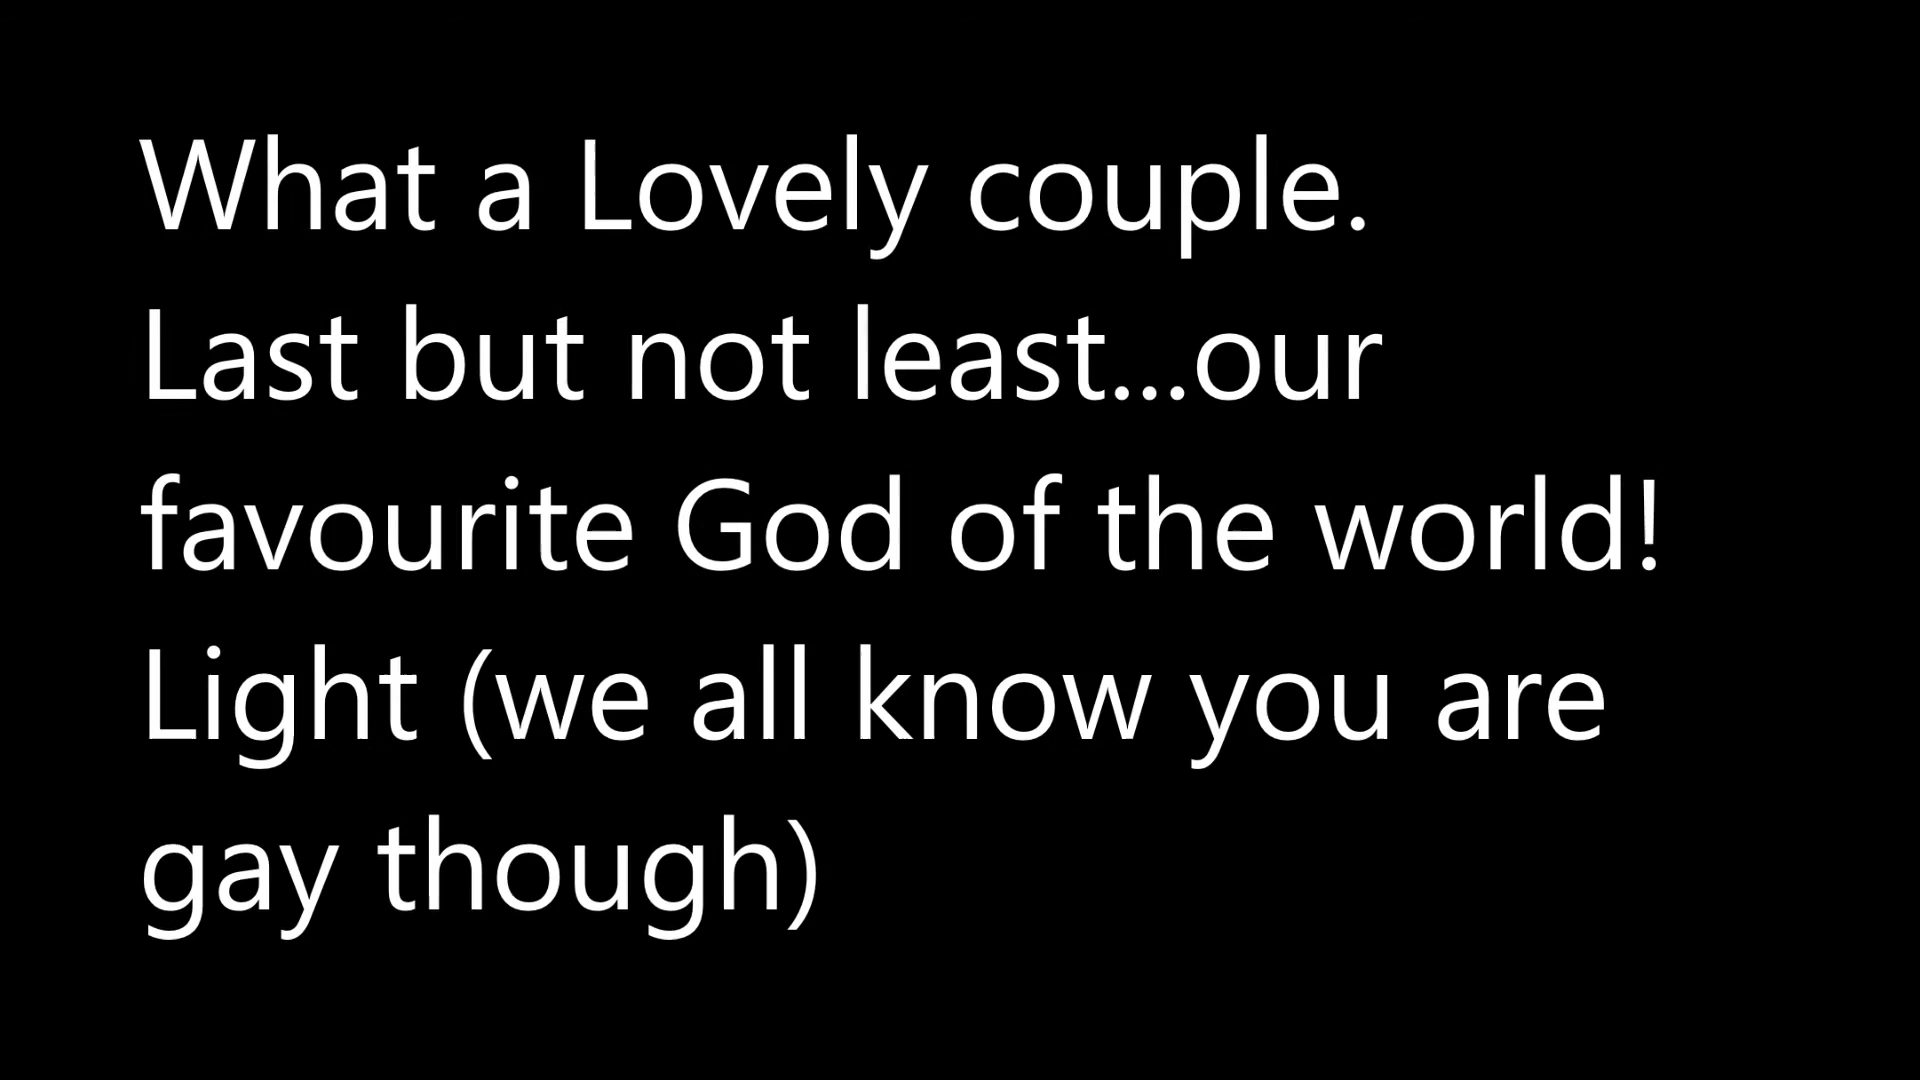 What a Lovely couple.
Last but not least...our
favourite God of the world!
Light (we all know you are
gay though)